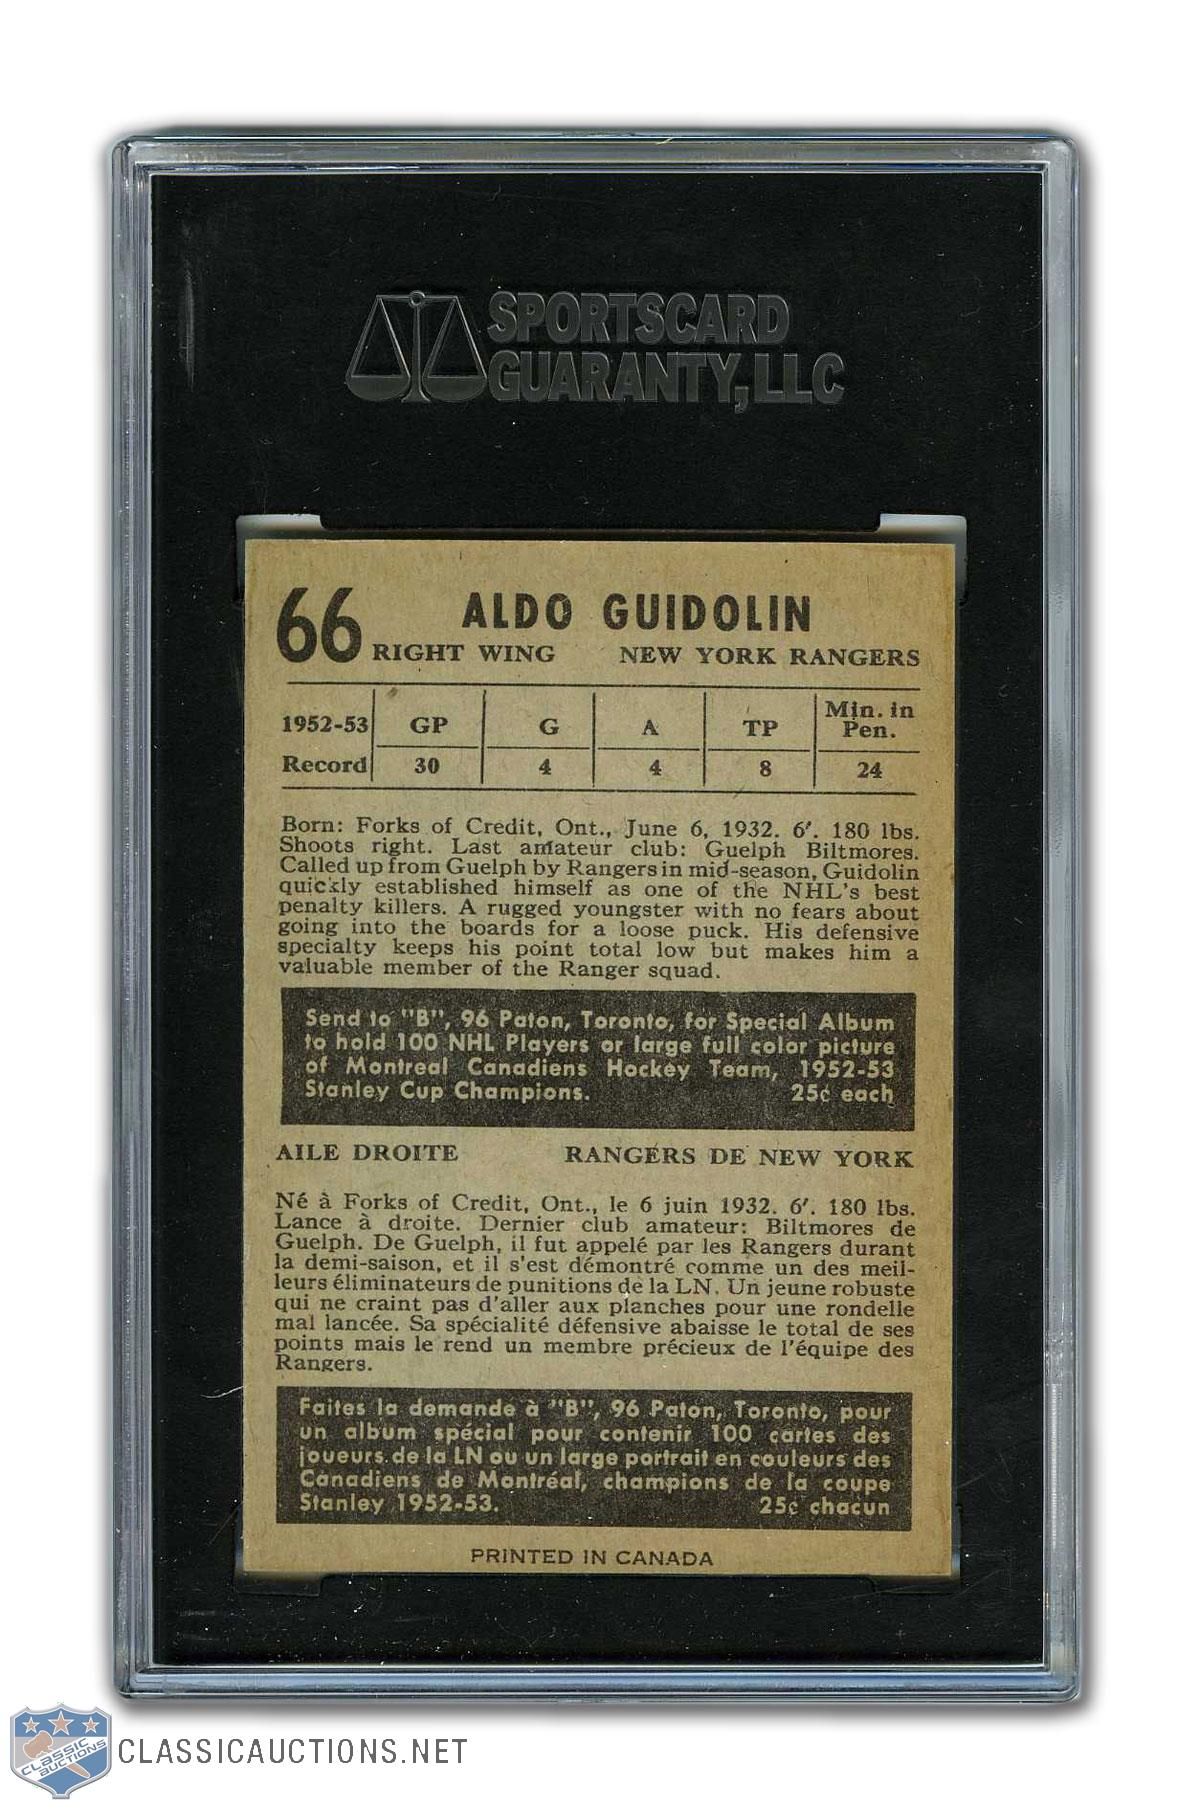 SPORTSCARD
GUARANTY, LLC
66 ALDO GUIDOLIN
RIGHT WING NEW YORK RANGERS
1952-53 GP G A TP Min. in Pen.
Record 30 4 4 8 24
Born: Forks of Credit, Ont., June 6, 1932. 6'. 180 lbs.
Shoots right. Last amateur club: Guelph Biltmores.
Called up from Guelph by Rangers in mid-season, Guidolin
quickly established himself as one of the NHL's best
penalty killers. A rugged youngster with no fears about
going into the boards for a loose puck. His defensive
specialty keeps his point total low but makes him a
valuable member of the Ranger squad.
Send to "B", 96 Paton, Toronto, for Special Album
to hold 100 NHL Players or large full color picture
of Montreal Canadiens Hockey Team, 1952-53
Stanley Cup Champions. 25¢ each
AILE DROITE RANGERS DE NEW YORK
Né à Forks of Credit, Ont., le 6 juin 1932. 6'. 180 lbs.
Lance à droite. Dernier club amateur: Biltmores de
Guelph. De Guelph, il fut appelé par les Rangers durant
la demi-saison, et il s'est démontré comme un des meil-
leurs éliminateurs de punitions de la LN. Un jeune robuste
qui ne craint pas d'aller aux planches pour une rondelle
mal lancée. Sa spécialité défensive abaisse le total de ses
points mais le rend un membre précieux de l'équipe des
Rangers.
Faites la demande à "B", 96 Paton, Toronto, pour
un album spécial pour contenir 100 cartes des
joueurs de la LN ou un large portrait en couleurs des
Canadiens de Montréal, champions de la coupe
Stanley 1952-53. 25¢ chacun
PRINTED IN CANADA
CLASSIC
AUCTIONS
CLASSICAUCTIONS.NET